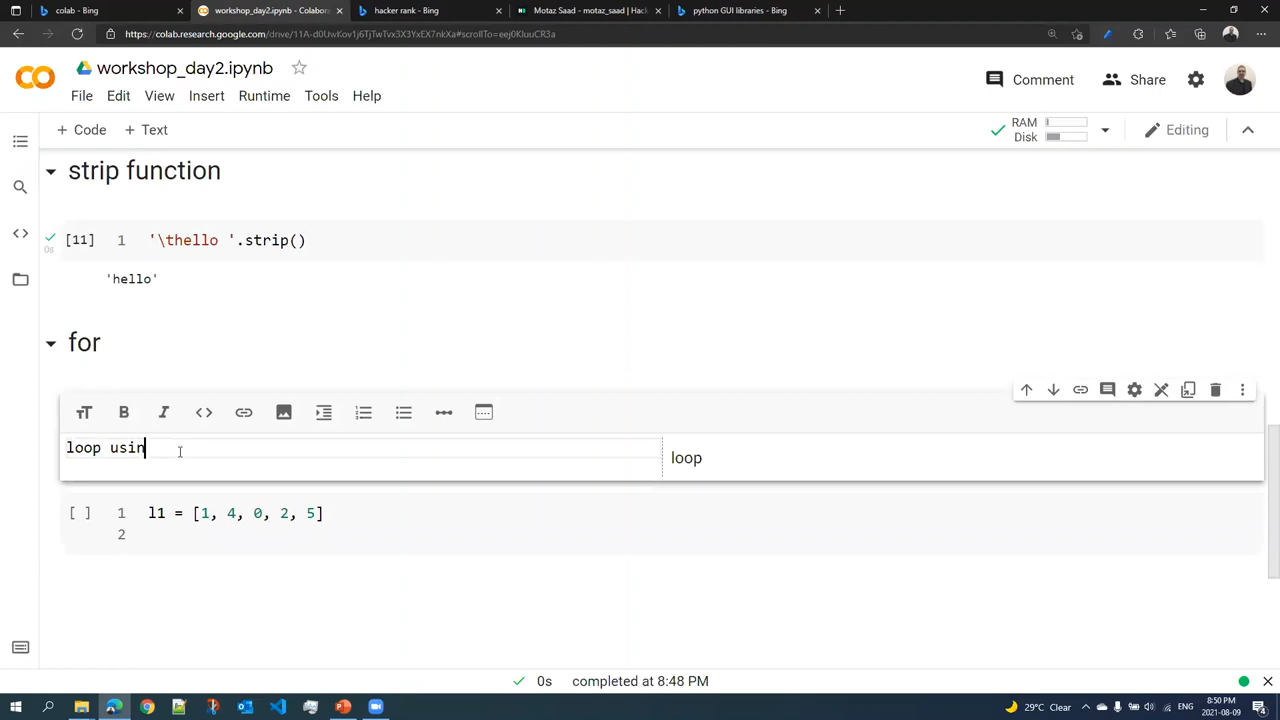 colab - Bing
workshop_day2.ipynb - Colabora
hacker rank - Bing
Motaz Saad - motaz_saad | Hack
python GUI libraries - Bing
https://colab.research.google.com/drive/11A-d0UwKov1j6TjTwTvx3X3YxEX7nkXa#scrollTo=eej0KluuCR3a
CO
workshop_day2.ipynb
Comment
Share
File Edit View Insert Runtime Tools Help
+ Code + Text
RAM
Disk
Editing
strip function
[11] 1 '\thello '.strip()
0s
'hello'
for
loop usin
loop
[ ] 1 l1 = [1, 4, 0, 2, 5]
2
0s completed at 8:48 PM
29°C Clear
ENG
8:50 PM
2021-08-09